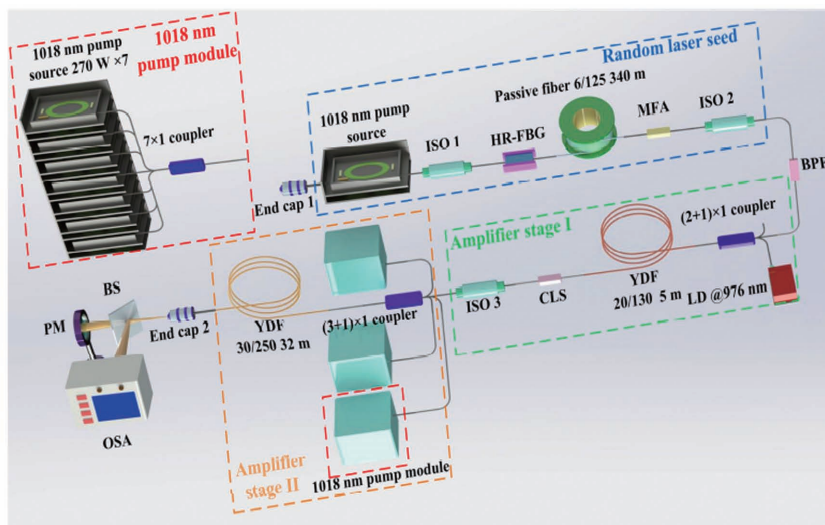 1018 nm pump
source 270 W ×7
1018 nm
pump module
7×1 coupler
Random laser seed
1018 nm pump
source
ISO 1
HR-FBG
Passive fiber 6/125 340 m
MFA
ISO 2
End cap 1
BPF
Amplifier stage I
(2+1)×1 coupler
ISO 3
CLS
YDF
20/130 5 m
LD @976 nm
BS
PM
End cap 2
OSA
YDF
30/250 32 m
(3+1)×1 coupler
Amplifier
stage II
1018 nm pump module